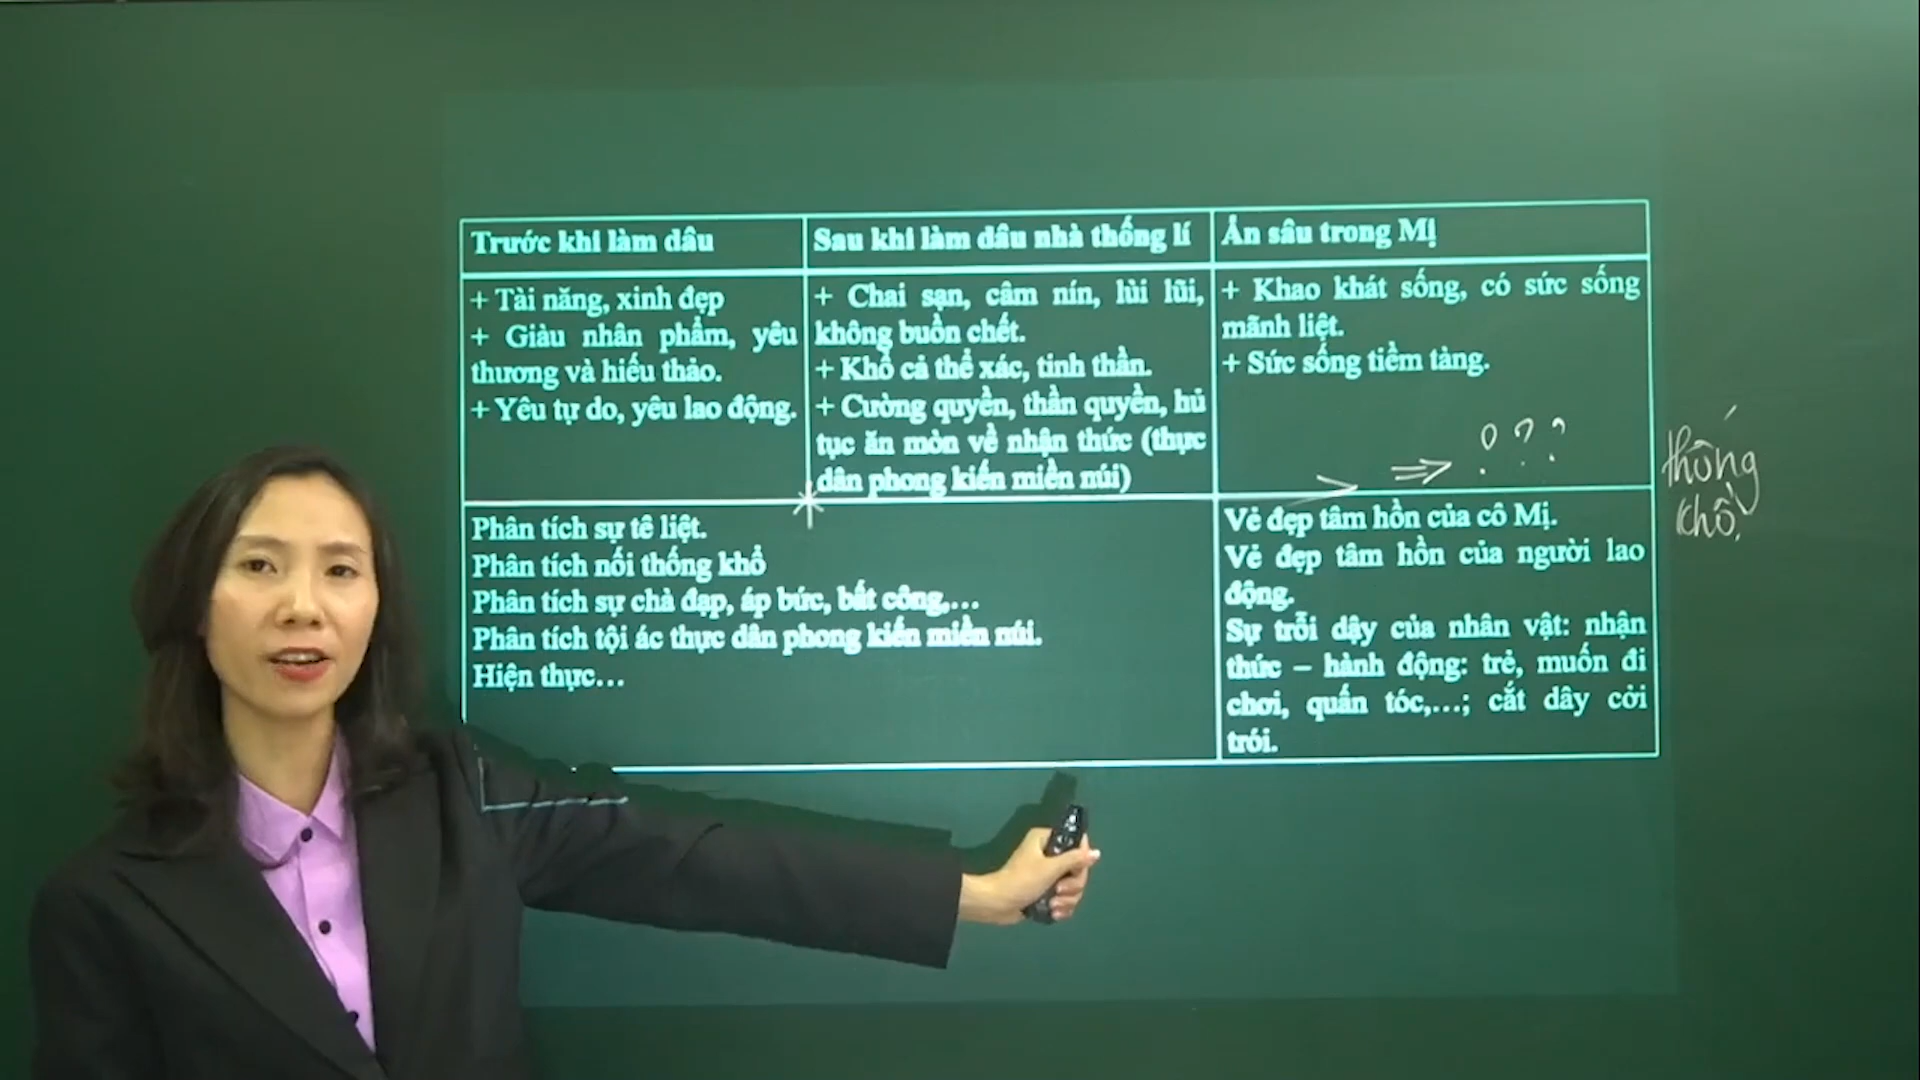 Trước khi làm dâu
Sau khi làm dâu nhà thống lí
Ẩn sâu trong Mị
+ Tài năng, xinh đẹp
+ Giàu nhân phẩm, yêu
thương và hiếu thảo.
+ Yêu tự do, yêu lao động.
+ Chai sạn, câm nín, lùi lũi,
không buồn chết.
+ Khổ cả thể xác, tinh thần.
+ Cường quyền, thần quyền, hủ
tục ăn mòn về nhận thức (thực
dân phong kiến miền núi)
+ Khao khát sống, có sức sống
mãnh liệt.
+ Sức sống tiềm tàng.
⇒ ???
thống
khổ.
Phân tích sự tê liệt.
Phân tích nối thống khổ
Phân tích sự chà đạp, áp bức, bất công,...
Phân tích tội ác thực dân phong kiến miền núi.
Hiện thực...
Vẻ đẹp tâm hồn của cô Mị.
Vẻ đẹp tâm hồn của người lao
động.
Sự trỗi dậy của nhân vật: nhận
thức – hành động: trẻ, muốn đi
chơi, quấn tóc,...; cắt dây cởi
trói.